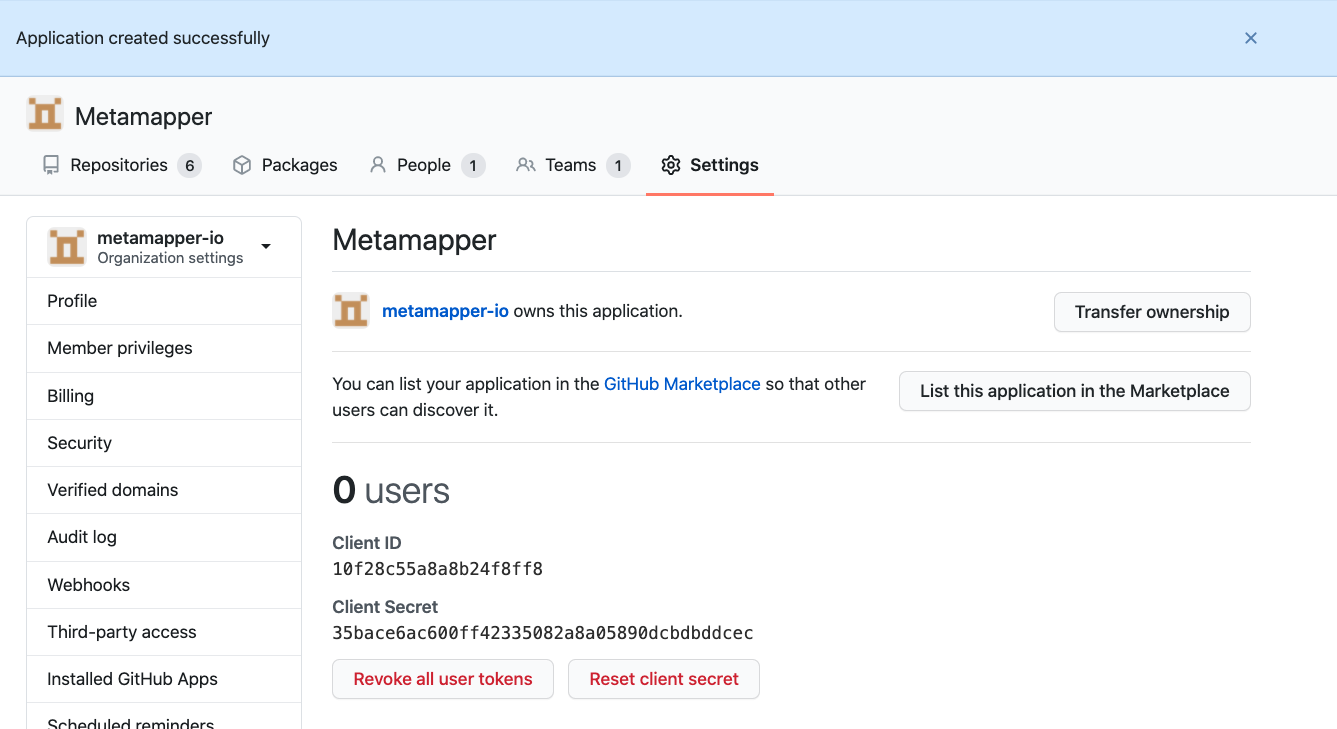 Application created successfully
Metamapper
Repositories 6 Packages People 1 Teams 1 Settings
metamapper-io
Organization settings
Profile
Member privileges
Billing
Security
Verified domains
Audit log
Webhooks
Third-party access
Installed GitHub Apps
Scheduled reminders
Metamapper
metamapper-io owns this application.
Transfer ownership
You can list your application in the GitHub Marketplace so that other
users can discover it.
List this application in the Marketplace
0 users
Client ID
10f28c55a8a8b24f8ff8
Client Secret
35bace6ac600ff42335082a8a05890dcbdbddcec
Revoke all user tokens
Reset client secret